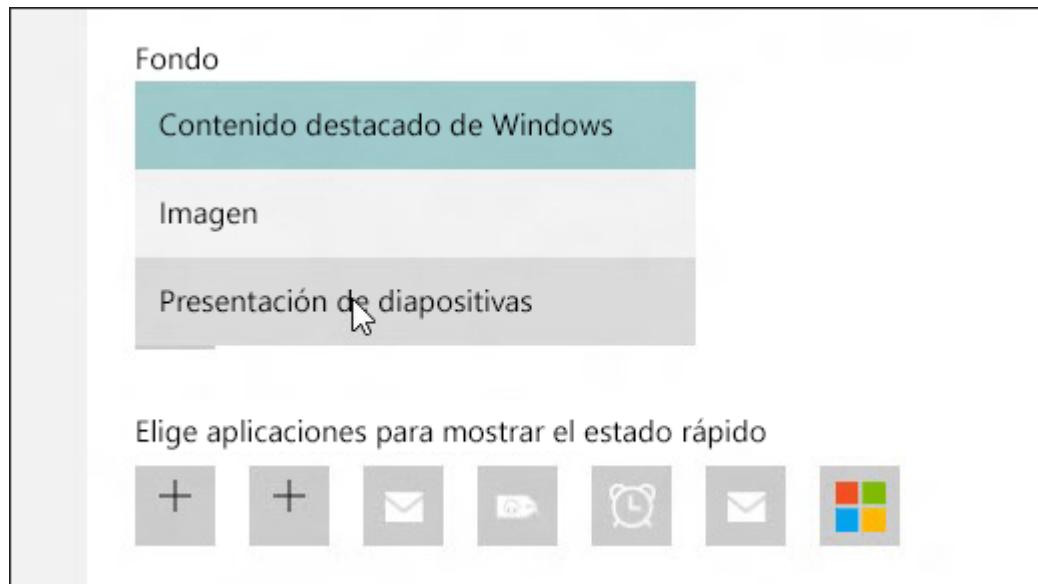 Fondo
Contenido destacado de Windows
Imagen
Presentación de diapositivas
Elige aplicaciones para mostrar el estado rápido